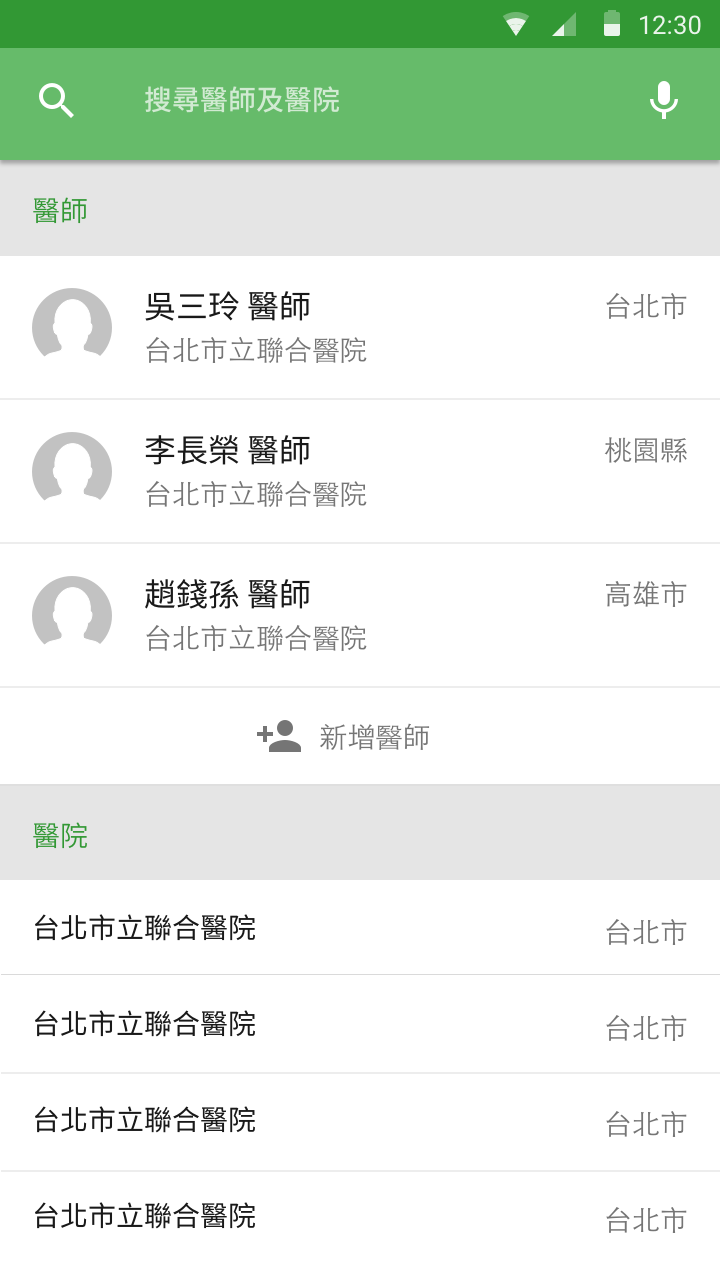 12:30
搜尋醫師及醫院
醫師
吳三玲 醫師 台北市
台北市立聯合醫院
李長榮 醫師 桃園縣
台北市立聯合醫院
趙錢孫 醫師 高雄市
台北市立聯合醫院
新增醫師
醫院
台北市立聯合醫院 台北市
台北市立聯合醫院 台北市
台北市立聯合醫院 台北市
台北市立聯合醫院 台北市